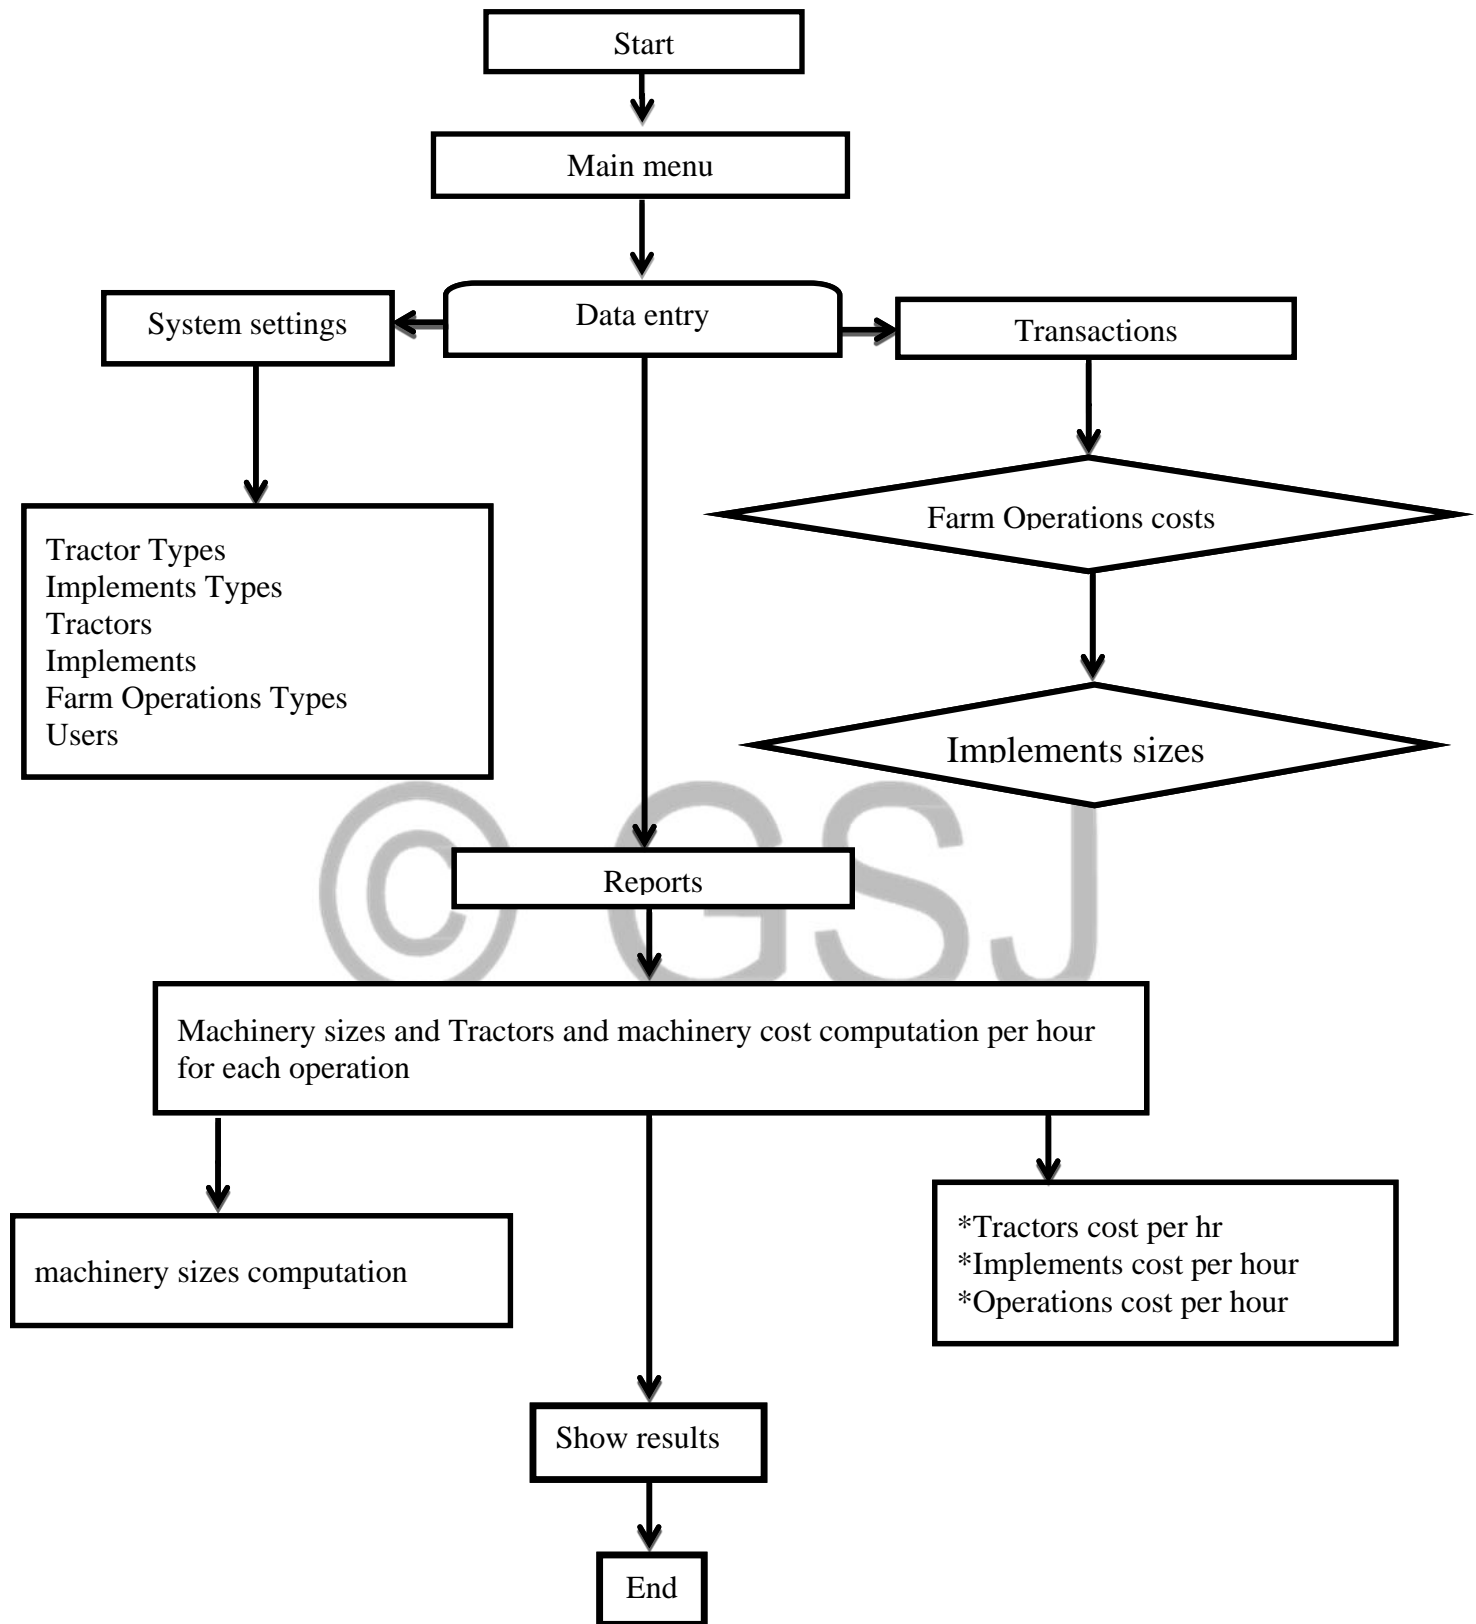 Start
Main menu
System settings
Data entry
Transactions
Farm Operations costs
Tractor Types
Implements Types
Tractors
Implements
Farm Operations Types
Users
Implements sizes
© GSJ
Reports
Machinery sizes and Tractors and machinery cost computation per hour
for each operation
machinery sizes computation
*Tractors cost per hr
*Implements cost per hour
*Operations cost per hour
Show results
End